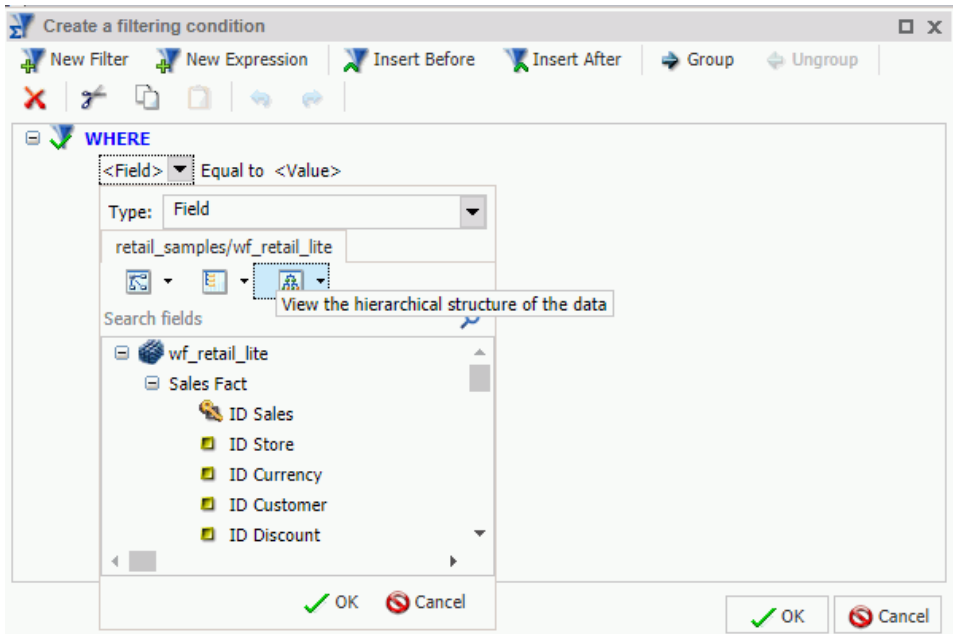 Create a filtering condition
New Filter New Expression Insert Before Insert After Group Ungroup
WHERE
<Field> Equal to <Value>
Type: Field
retail_samples/wf_retail_lite
View the hierarchical structure of the data
Search fields
wf_retail_lite
Sales Fact
ID Sales
ID Store
ID Currency
ID Customer
ID Discount
OK Cancel
OK Cancel